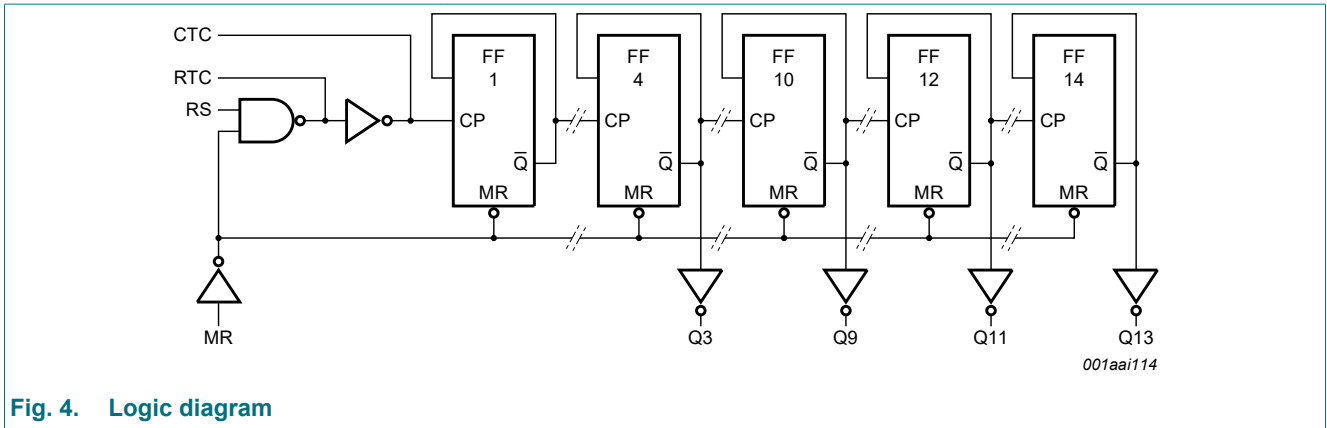 CTC
RTC
RS
FF
1
CP
Q̅
MR
FF
4
CP
Q̅
MR
FF
10
CP
Q̅
MR
FF
12
CP
Q̅
MR
FF
14
CP
Q̅
MR
MR
Q3
Q9
Q11
Q13
001aai114
Fig. 4. Logic diagram